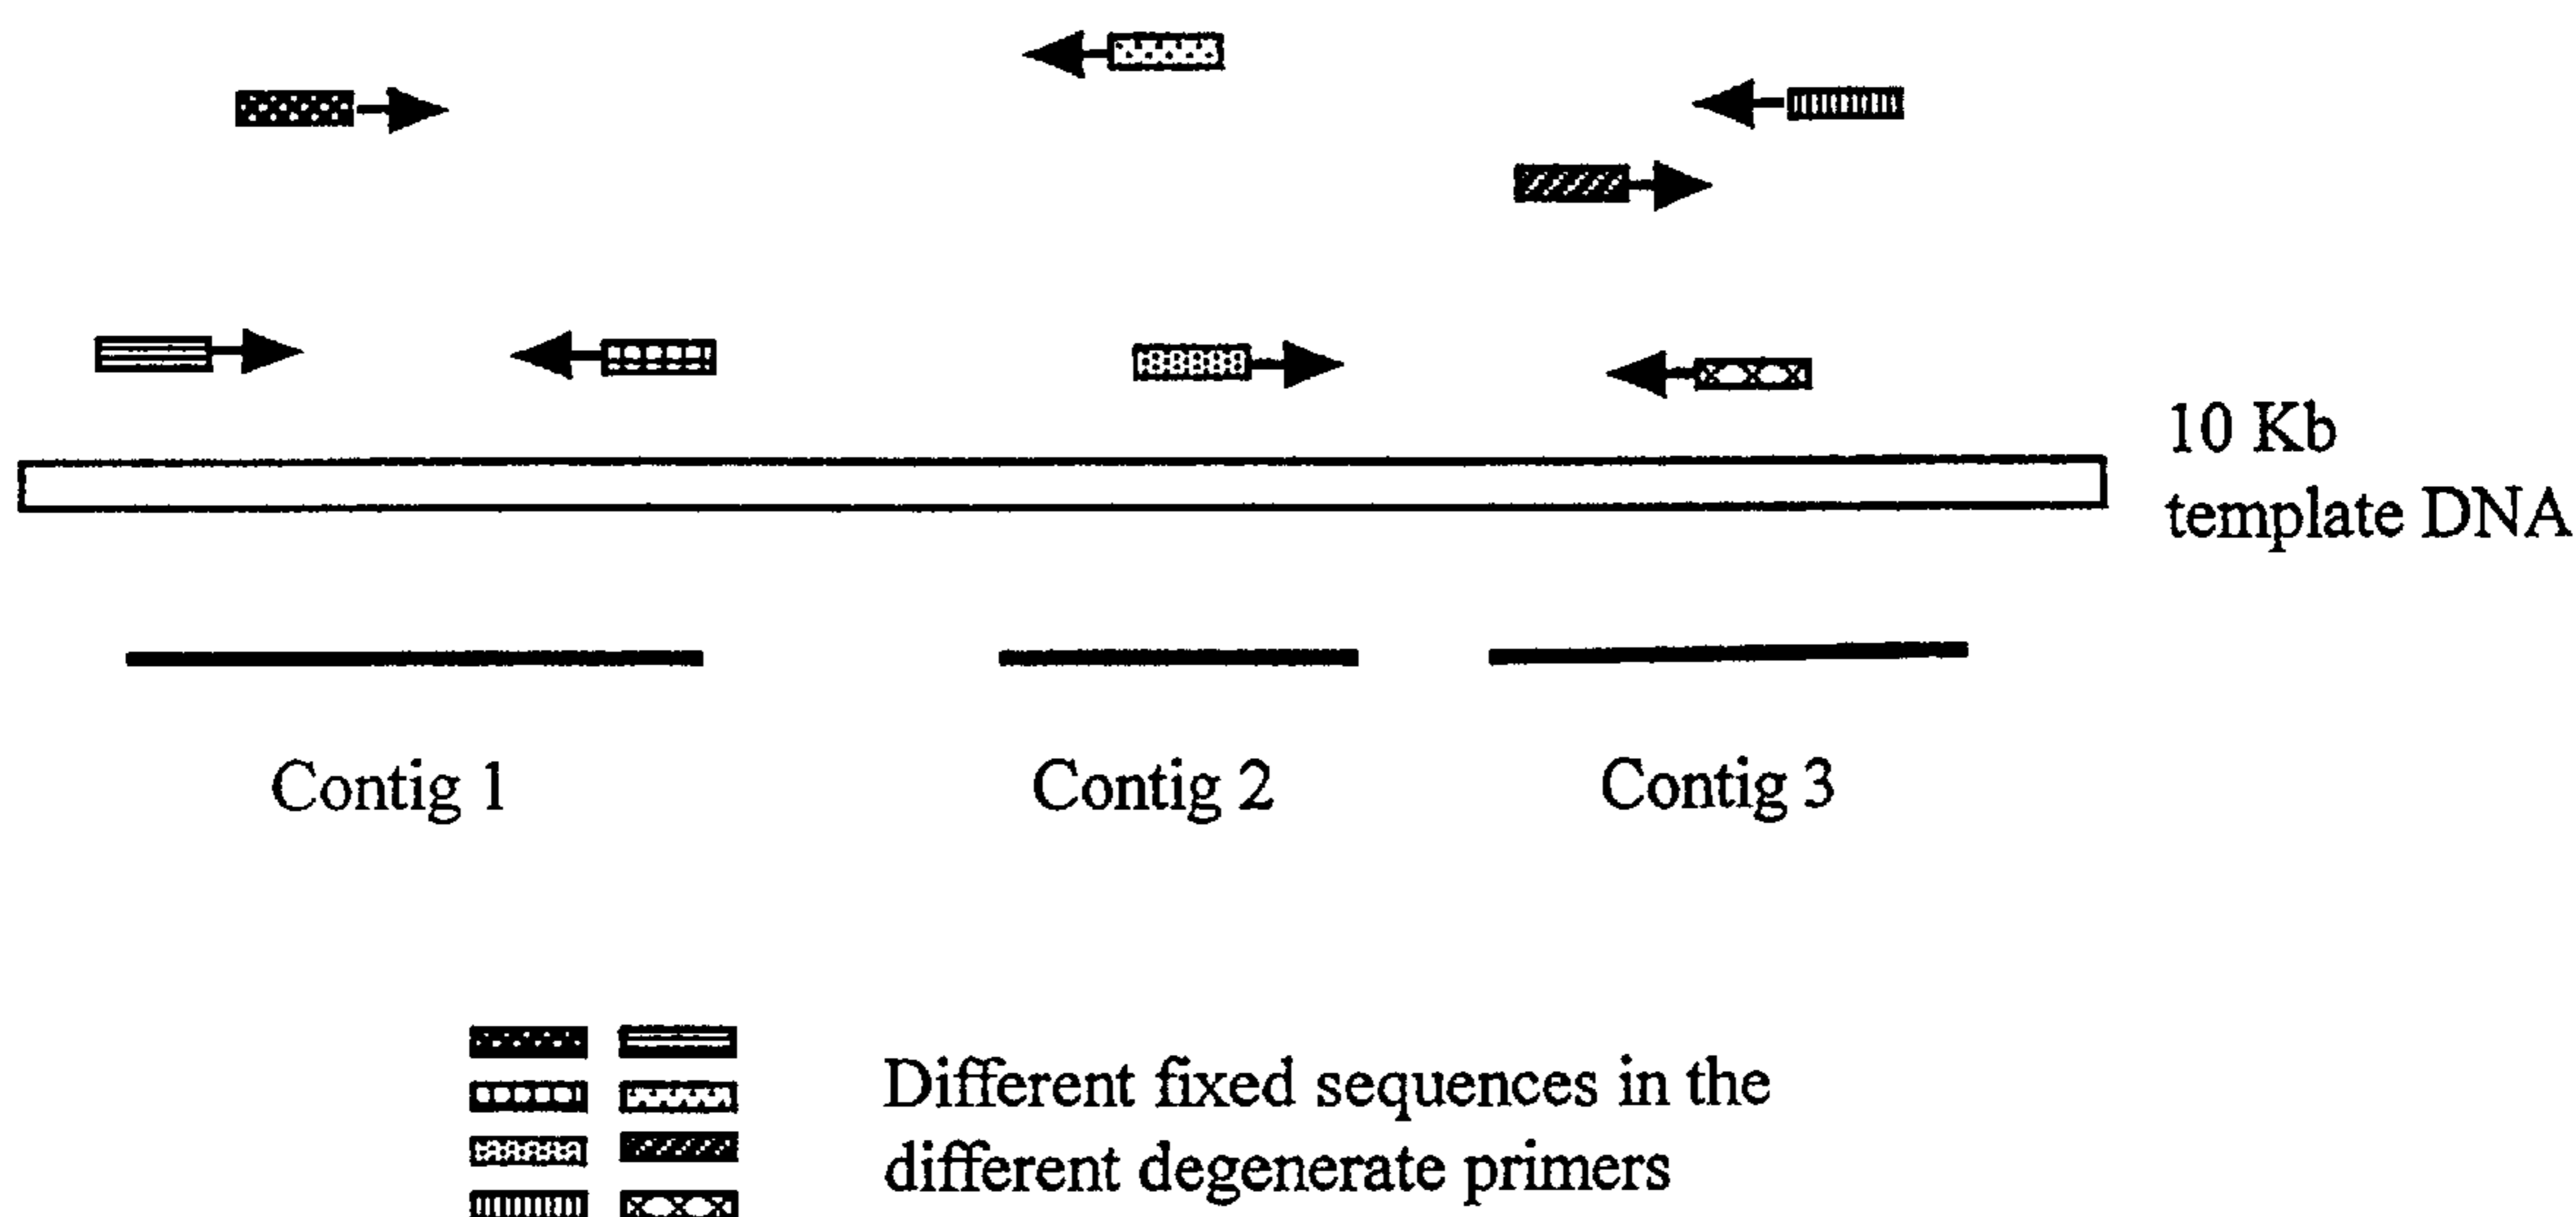 10 Kb
template DNA
Contig 1
Contig 2
Contig 3
Different fixed sequences in the
different degenerate primers